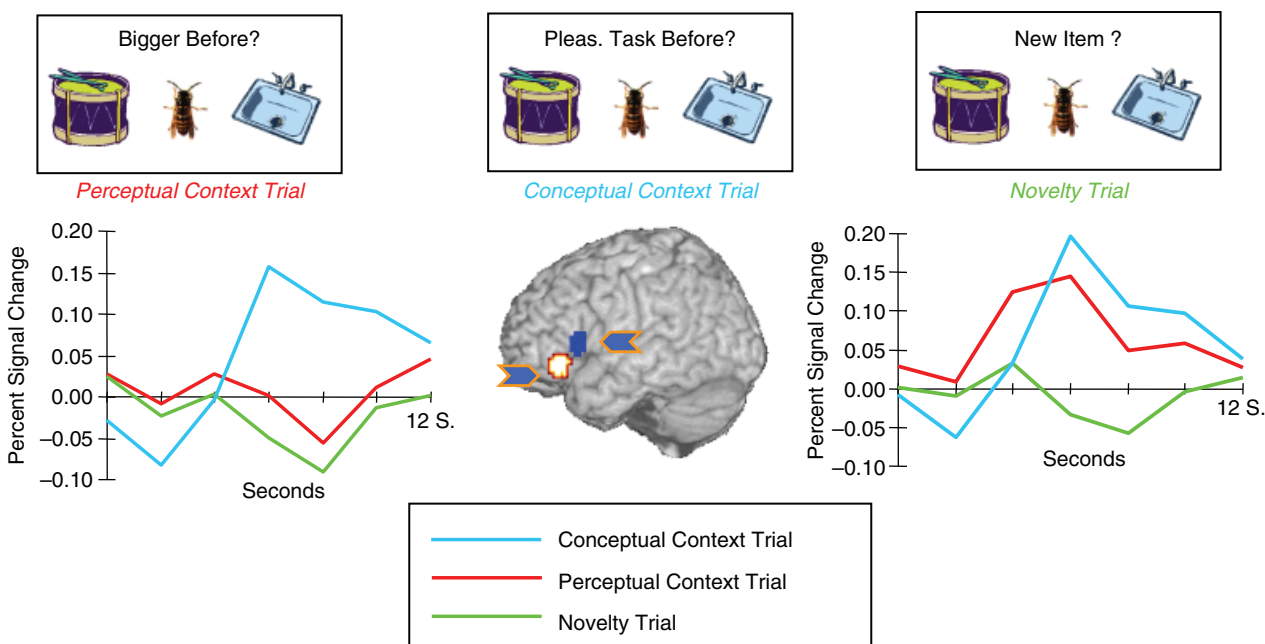 Bigger Before?
Pleas. Task Before?
New Item ?
Perceptual Context Trial
Conceptual Context Trial
Novelty Trial
Percent Signal Change
0.20
0.15
0.10
0.05
0.00
–0.05
–0.10
12 S.
Seconds
Percent Signal Change
0.20
0.15
0.10
0.05
0.00
–0.05
–0.10
12 S.
Seconds
Conceptual Context Trial
Perceptual Context Trial
Novelty Trial